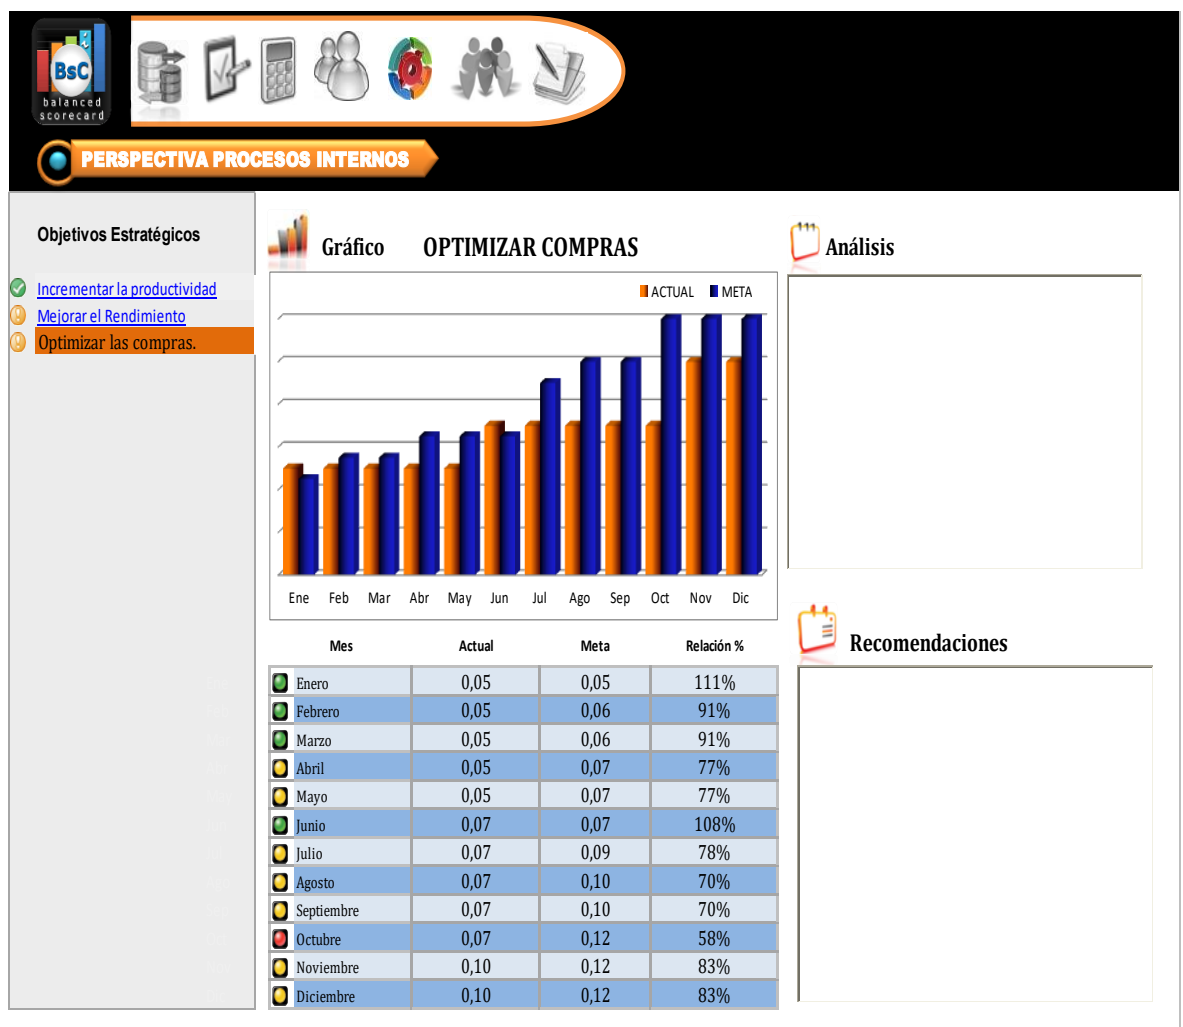 BsC
balanced
scorecard
PERSPECTIVA PROCESOS INTERNOS
Objetivos Estratégicos
Incrementar la productividad
Mejorar el Rendimiento
Optimizar las compras.
Gráfico OPTIMIZAR COMPRAS
ACTUAL META
Ene Feb Mar Abr May Jun Jul Ago Sep Oct Nov Dic
Mes Actual Meta Relación %
Enero 0,05 0,05 111%
Febrero 0,05 0,06 91%
Marzo 0,05 0,06 91%
Abril 0,05 0,07 77%
Mayo 0,05 0,07 77%
Junio 0,07 0,07 108%
Julio 0,07 0,09 78%
Agosto 0,07 0,10 70%
Septiembre 0,07 0,10 70%
Octubre 0,07 0,12 58%
Noviembre 0,10 0,12 83%
Diciembre 0,10 0,12 83%
Análisis
Recomendaciones